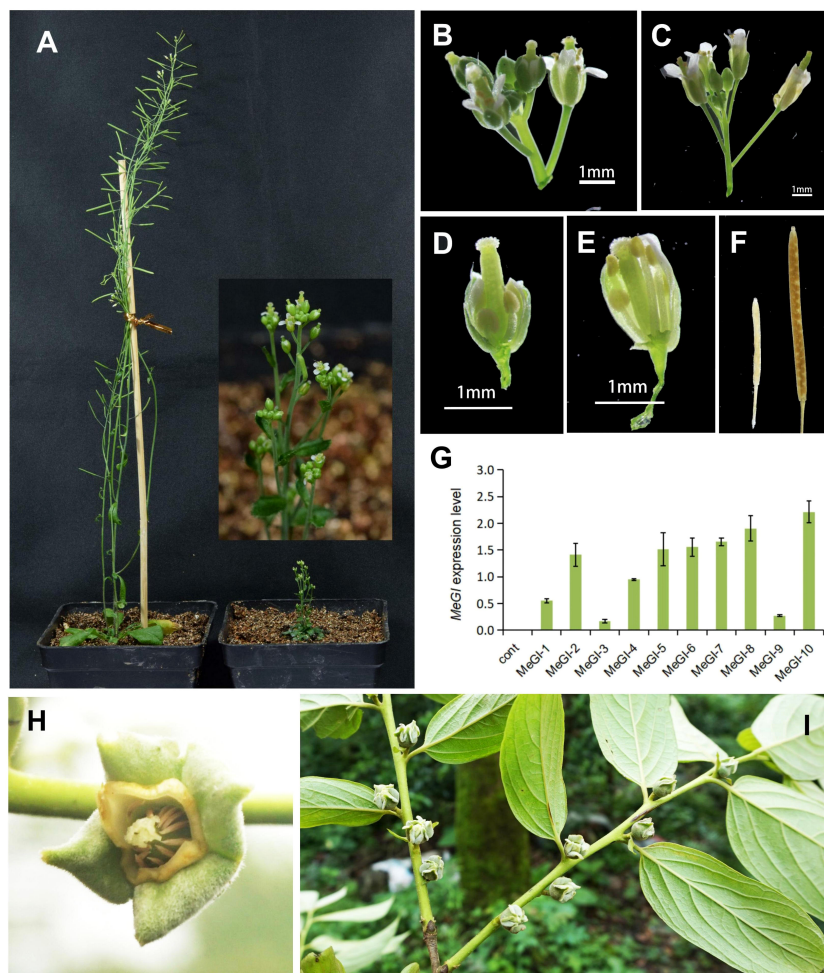 A
B
1mm
C
1mm
D
1mm
E
1mm
F
G
MeGI expression level
3.0
2.5
2.0
1.5
1.0
0.5
0.0
cont
MeGI-1
MeGI-2
MeGI-3
MeGI-4
MeGI-5
MeGI-6
MeGI-7
MeGI-8
MeGI-9
MeGI-10
H
I